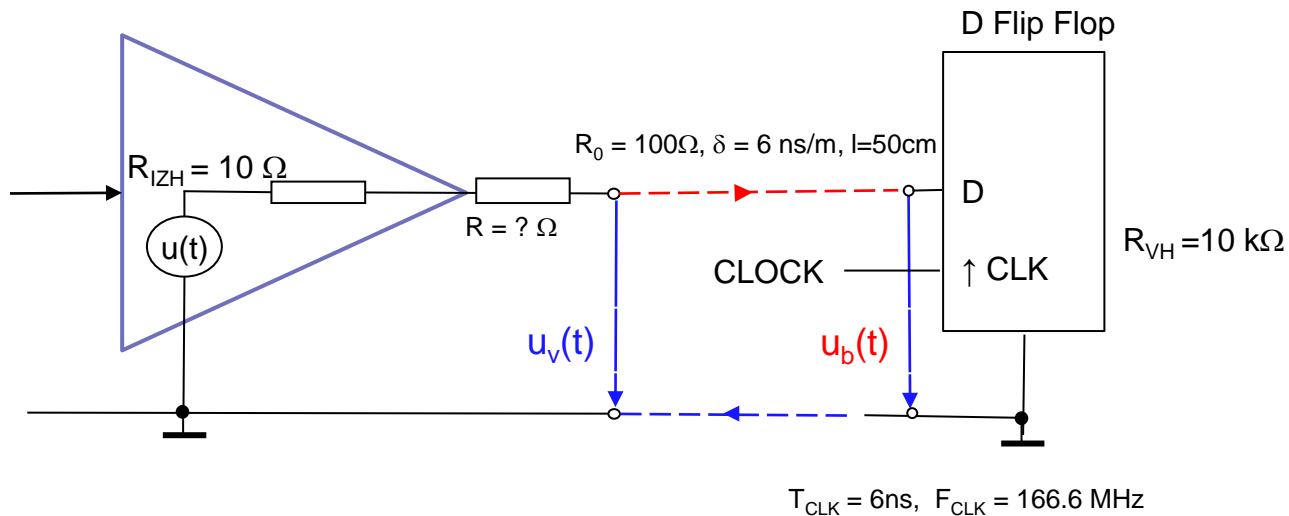 D Flip Flop
R₀ = 100Ω, δ = 6 ns/m, l=50cm
R_IZH = 10 Ω
D
R = ? Ω
u(t)
R_VH =10 kΩ
CLOCK
↑ CLK
u_v(t)
u_b(t)
T_CLK = 6ns, F_CLK = 166.6 MHz